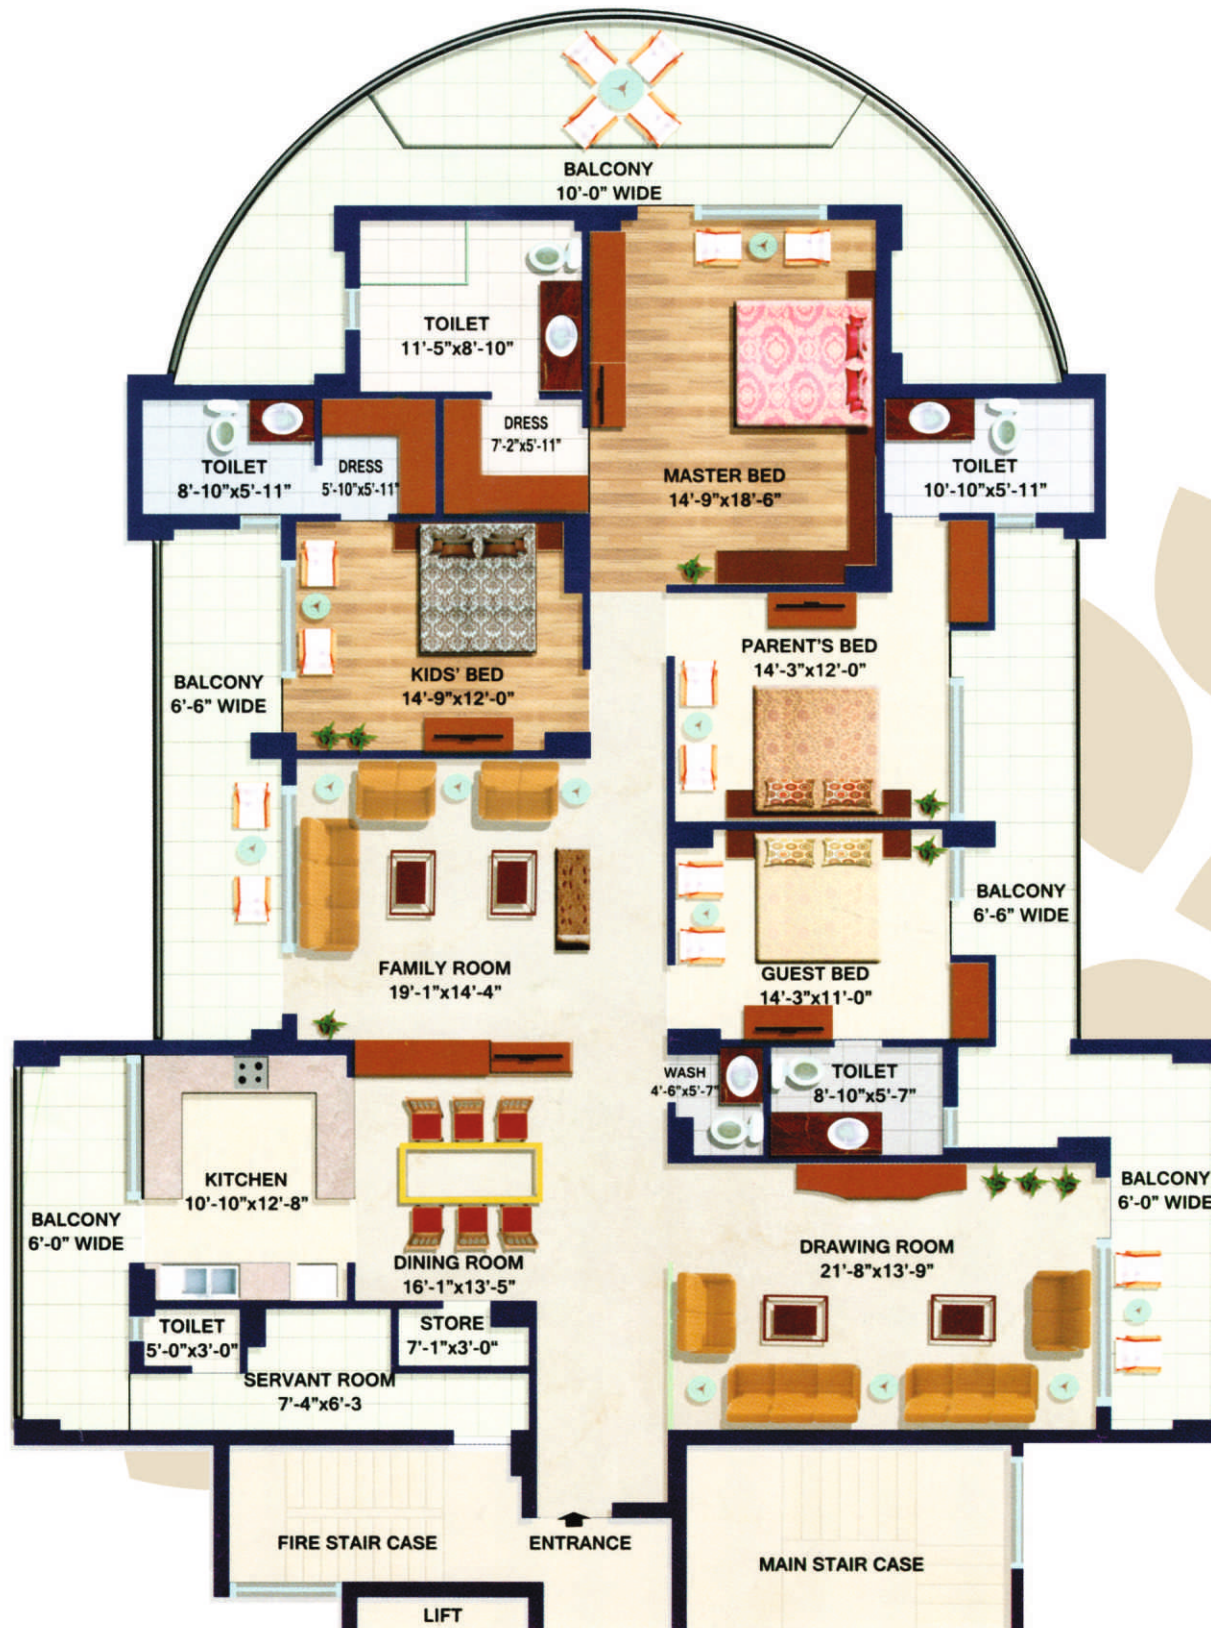 BALCONY
10'-0" WIDE
TOILET
11'-5"x8'-10"
DRESS
7'-2"x5'-11"
TOILET
8'-10"x5'-11"
DRESS
5'-10"x5'-11"
MASTER BED
14'-9"x18'-6"
TOILET
10'-10"x5'-11"
KIDS' BED
14'-9"x12'-0"
PARENT'S BED
14'-3"x12'-0"
BALCONY
6'-6" WIDE
BALCONY
6'-6" WIDE
FAMILY ROOM
19'-1"x14'-4"
GUEST BED
14'-3"x11'-0"
WASH
4'-6"x5'-7"
TOILET
8'-10"x5'-7"
KITCHEN
10'-10"x12'-8"
BALCONY
6'-0" WIDE
BALCONY
6'-0" WIDE
DINING ROOM
16'-1"x13'-5"
DRAWING ROOM
21'-8"x13'-9"
TOILET
5'-0"x3'-0"
STORE
7'-1"x3'-0"
SERVANT ROOM
7'-4"x6'-3
FIRE STAIR CASE
ENTRANCE
MAIN STAIR CASE
LIFT